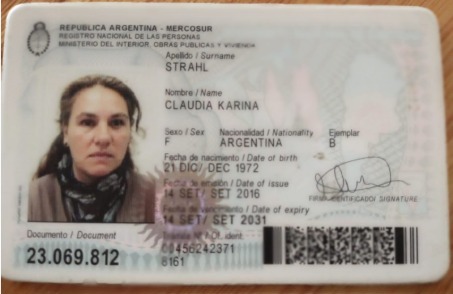 REPUBLICA ARGENTINA - MERCOSUR
REGISTRO NACIONAL DE LAS PERSONAS
MINISTERIO DEL INTERIOR, OBRAS PUBLICAS Y VIVIENDA
Apellido / Surname
STRAHL
Nombre / Name
CLAUDIA KARINA
Sexo / Sex Nacionalidad / Nationality Ejemplar
F ARGENTINA B
Fecha de nacimiento / Date of birth
21 DIC/ DEC 1972
Fecha de emisión / Date of issue
14 SET/ SET 2016
Fecha de vencimiento / Date of expiry
14 SET/ SET 2031
FIRMA IDENTIFICADO/ SIGNATURE
Documento / Document
23.069.812
Trámite Nº / Of. ident.
00456242371
8161